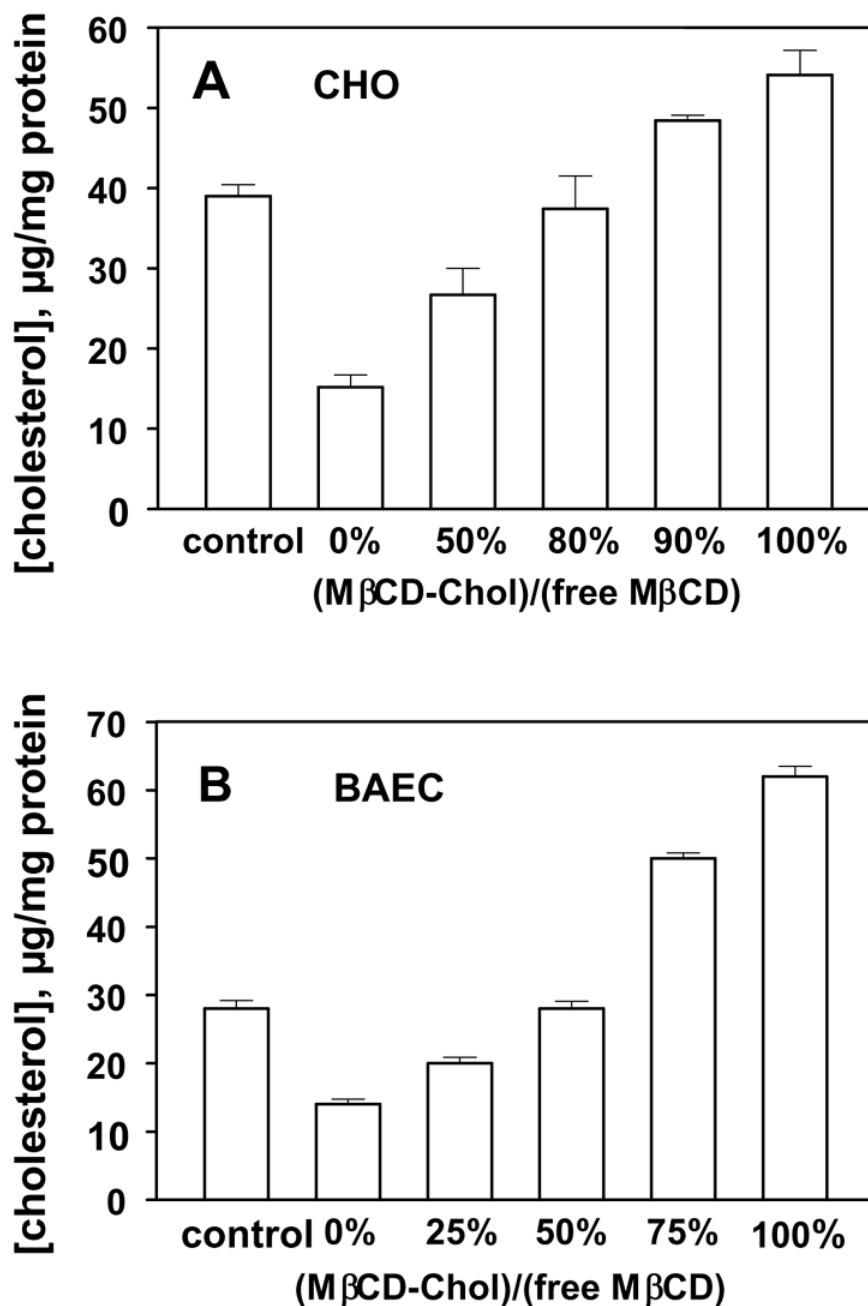 [cholesterol], µg/mg protein
60
50
40
30
20
10
0
A CHO
control 0% 50% 80% 90% 100%
(MβCD-Chol)/(free MβCD)
[cholesterol], µg/mg protein
70
60
50
40
30
20
10
0
B BAEC
control 0% 25% 50% 75% 100%
(MβCD-Chol)/(free MβCD)